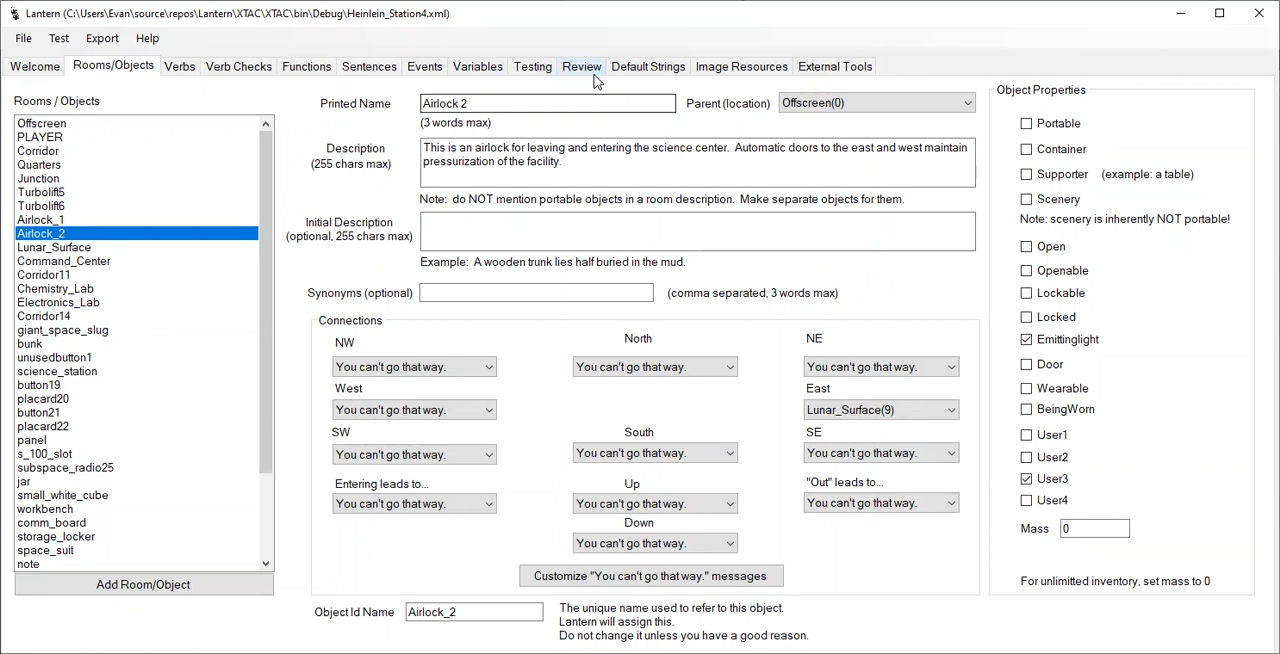 Lantern (C:\Users\Evan\source\repos\Lantern\XTAC\XTAC\bin\Debug\Heinlein_Station4.xml)
File Test Export Help
Welcome Rooms/Objects Verbs Verb Checks Functions Sentences Events Variables Testing Review Default Strings Image Resources External Tools
Rooms / Objects
Offscreen
PLAYER
Corridor
Quarters
Junction
Turbolift5
Turbolift6
Airlock_1
Airlock_2
Lunar_Surface
Command_Center
Corridor11
Chemistry_Lab
Electronics_Lab
Corridor14
giant_space_slug
bunk
unusedbutton1
science_station
button19
placard20
button21
placard22
panel
s_100_slot
subspace_radio25
jar
small_white_cube
workbench
comm_board
storage_locker
space_suit
note
Add Room/Object
Printed Name Airlock 2 Parent (location) Offscreen(0)
(3 words max)
Description
(255 chars max)
This is an airlock for leaving and entering the science center. Automatic doors to the east and west maintain
pressurization of the facility.
Note: do NOT mention portable objects in a room description. Make separate objects for them.
Initial Description
(optional, 255 chars max)
Example: A wooden trunk lies half buried in the mud.
Synonyms (optional) (comma separated, 3 words max)
Connections
NW North NE
You can't go that way. You can't go that way. You can't go that way.
West East
You can't go that way. Lunar_Surface(9)
SW South SE
You can't go that way. You can't go that way. You can't go that way.
Entering leads to... Up "Out" leads to...
You can't go that way. You can't go that way. You can't go that way.
Down
You can't go that way.
Customize "You can't go that way." messages
Object Id Name Airlock_2
The unique name used to refer to this object.
Lantern will assign this.
Do not change it unless you have a good reason.
Object Properties
Portable
Container
Supporter (example: a table)
Scenery
Note: scenery is inherently NOT portable!
Open
Openable
Lockable
Locked
Emittinglight
Door
Wearable
BeingWorn
User1
User2
User3
User4
Mass 0
For unlimitted inventory, set mass to 0